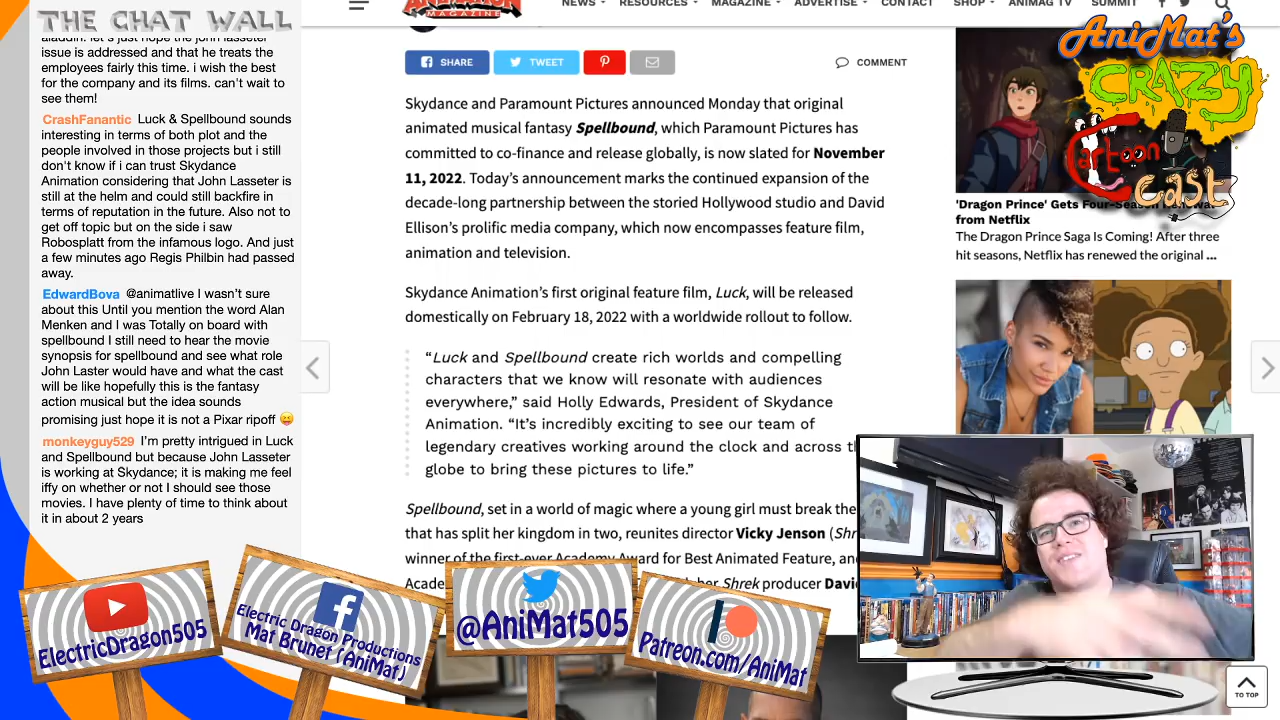 THE CHAT WALL
aladdin. let's just hope the john lasseter
issue is addressed and that he treats the
employees fairly this time. i wish the best
for the company and its films. can't wait to
see them!
CrashFanantic Luck & Spellbound sounds
interesting in terms of both plot and the
people involved in those projects but i still
don't know if i can trust Skydance
Animation considering that John Lasseter is
still at the helm and could still backfire in
terms of reputation in the future. Also not to
get off topic but on the side i saw
Robosplatt from the infamous logo. And just
a few minutes ago Regis Philbin had passed
away.
EdwardBova @animatlive I wasn't sure
about this Until you mention the word Alan
Menken and I was Totally on board with
spellbound I still need to hear the movie
synopsis for spellbound and see what role
John Laster would have and what the cast
will be like hopefully this is the fantasy
action musical but the idea sounds
promising just hope it is not a Pixar ripoff 😜
monkeyguy529 I'm pretty intrigued in Luck
and Spellbound but because John Lasseter
is working at Skydance; it is making me feel
iffy on whether or not I should see those
movies. I have plenty of time to think about
it in about 2 years
ANIMATION
MAGAZINE
NEWS RESOURCES MAGAZINE ADVERTISE CONTACT SHOP ANIMAG TV SUMMIT
SHARE TWEET COMMENT
Skydance and Paramount Pictures announced Monday that original
animated musical fantasy Spellbound, which Paramount Pictures has
committed to co-finance and release globally, is now slated for November
11, 2022. Today's announcement marks the continued expansion of the
decade-long partnership between the storied Hollywood studio and David
Ellison's prolific media company, which now encompasses feature film,
animation and television.
Skydance Animation's first original feature film, Luck, will be released
domestically on February 18, 2022 with a worldwide rollout to follow.
“Luck and Spellbound create rich worlds and compelling
characters that we know will resonate with audiences
everywhere,” said Holly Edwards, President of Skydance
Animation. “It's incredibly exciting to see our team of
legendary creatives working around the clock and across
globe to bring these pictures to life.”
Spellbound, set in a world of magic where a young girl must break the
that has split her kingdom in two, reunites director Vicky Jenson (Shr
winner of the first-ever Academy Award for Best Animated Feature, and
Acade
her Shrek producer David
AniMat's
CRAZY
Cartoon
Cast
'Dragon Prince' Gets Four-Season Renewal
from Netflix
The Dragon Prince Saga Is Coming! After three
hit seasons, Netflix has renewed the original ...
ElectricDragon505
Electric Dragon Productions
Mat Brunet (AniMat)
@AniMat505
Patreon.com/AniMat
TO TOP